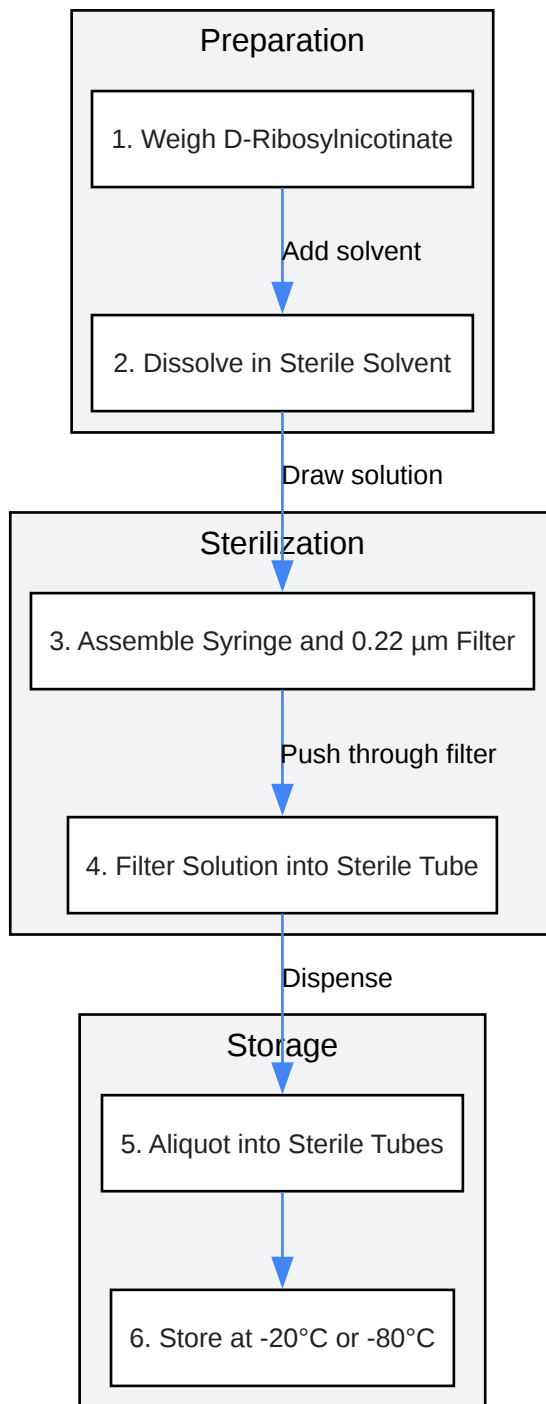 Preparation
1. Weigh D-Ribosylnicotinate
Add solvent
2. Dissolve in Sterile Solvent
Draw solution
Sterilization
3. Assemble Syringe and 0.22 µm Filter
Push through filter
4. Filter Solution into Sterile Tube
Dispense
Storage
5. Aliquot into Sterile Tubes
6. Store at -20°C or -80°C